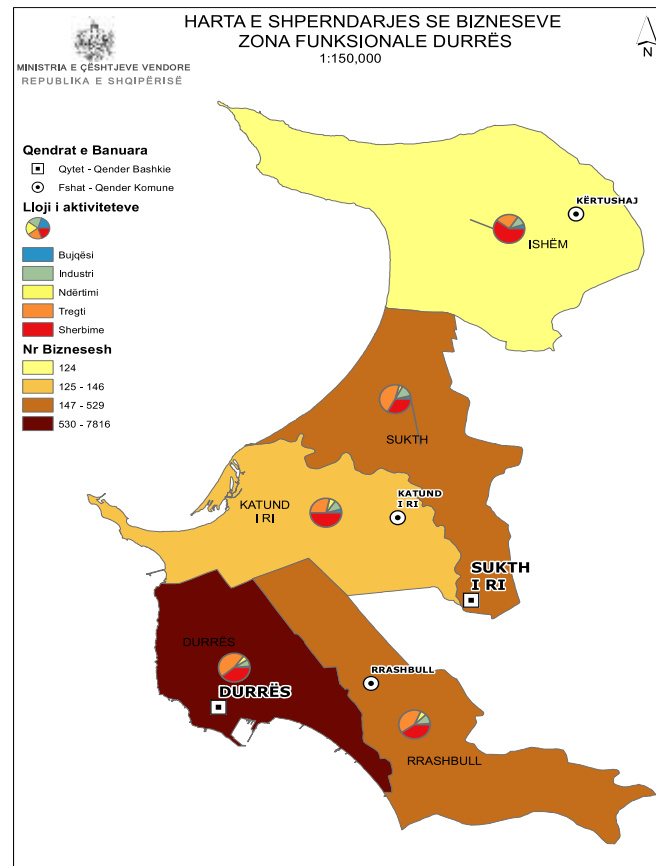 HARTA E SHPERNDARJES SE BIZNESEVE
ZONA FUNKSIONALE DURRËS
1:150,000
N
MINISTRIA E ÇËSHTJEVE VENDORE
REPUBLIKA E SHQIPËRISË
Qendrat e Banuara
Qytet - Qender Bashkie
Fshat - Qender Komune
Lloji i aktiviteteve
Bujqësi
Industri
Ndërtimi
Tregti
Sherbime
Nr Biznesesh
124
125 - 146
147 - 529
530 - 7816
KËRTUSHAJ
ISHËM
SUKTH
KATUND
I RI
KATUND
I RI
SUKTH
I RI
DURRËS
DURRËS
RRASHBULL
RRASHBULL